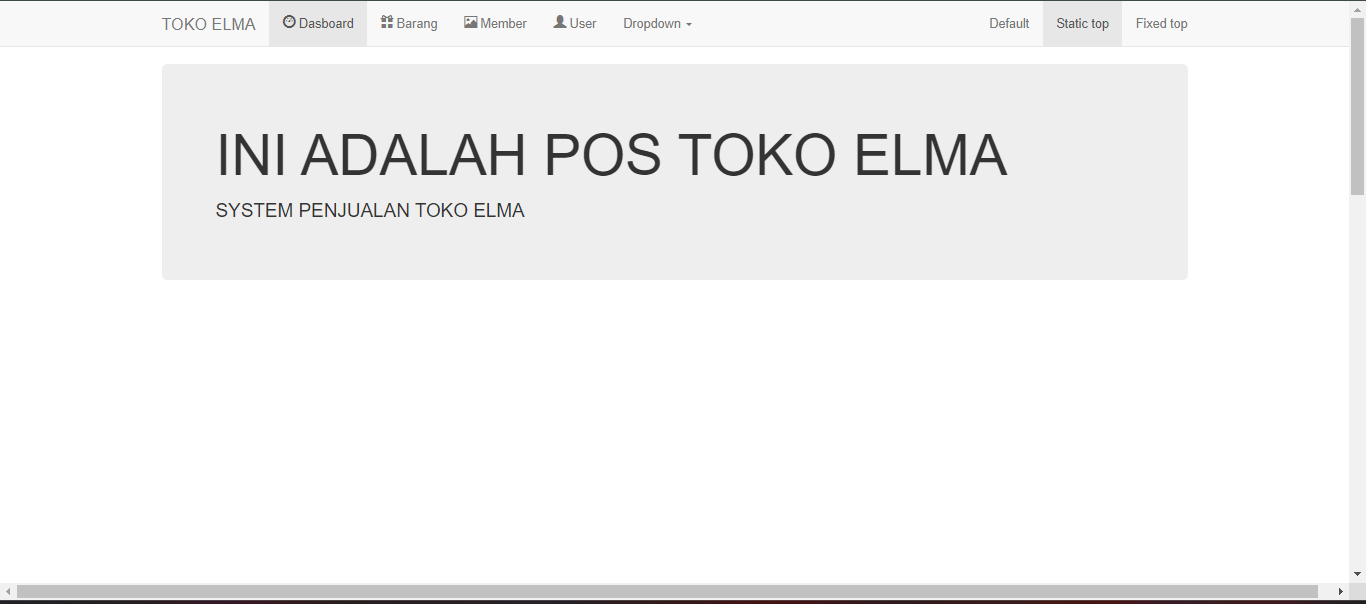 TOKO ELMA Dasboard Barang Member User Dropdown Default Static top Fixed top
INI ADALAH POS TOKO ELMA
SYSTEM PENJUALAN TOKO ELMA